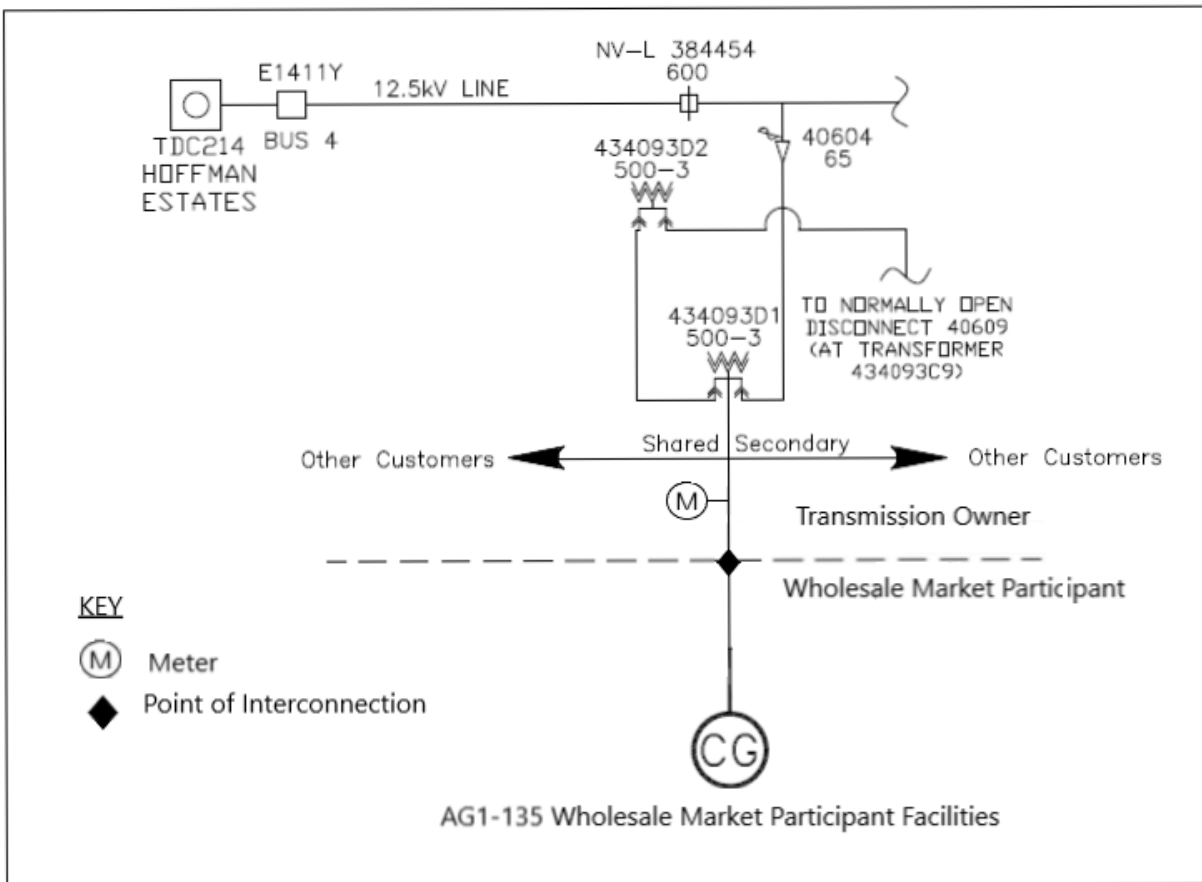 NV-L 384454
600
E1411Y
12.5kV LINE
TDC214
HOFFMAN
ESTATES
BUS 4
434093D2
500-3
40604
65
434093D1
500-3
TO NORMALLY OPEN
DISCONNECT 40609
(AT TRANSFORMER
434093C9)
Shared Secondary
Other Customers
Other Customers
M
Transmission Owner
Wholesale Market Participant
KEY
M Meter
Point of Interconnection
CG
AG1-135 Wholesale Market Participant Facilities